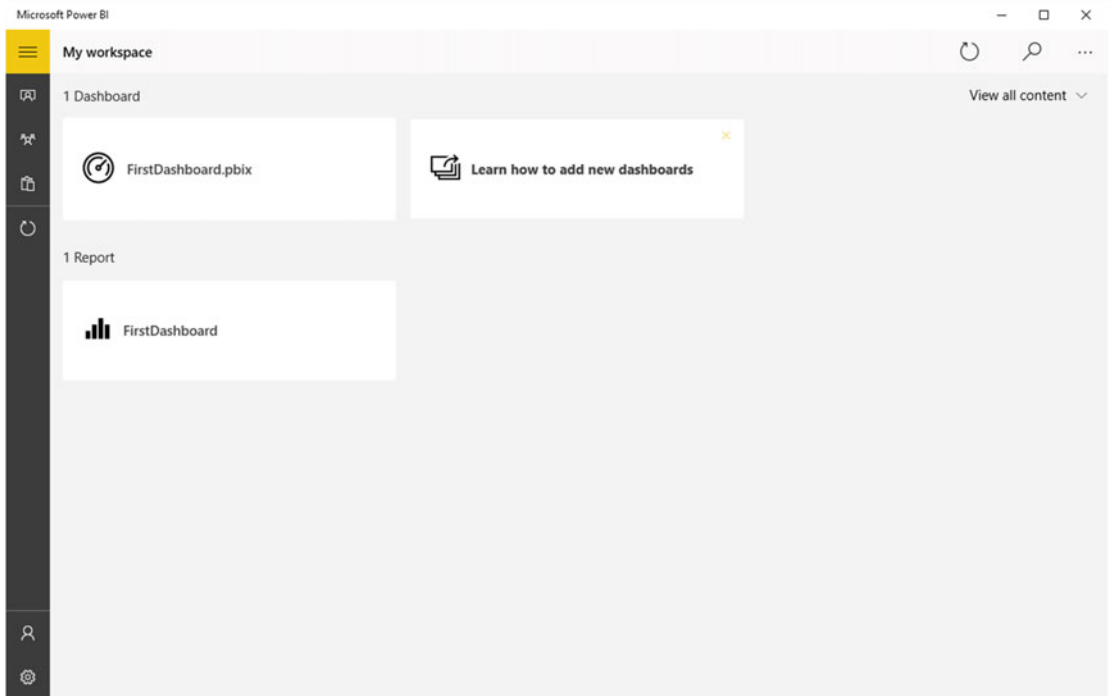 Microsoft Power BI
My workspace
1 Dashboard
View all content
FirstDashboard.pbix
Learn how to add new dashboards
1 Report
FirstDashboard